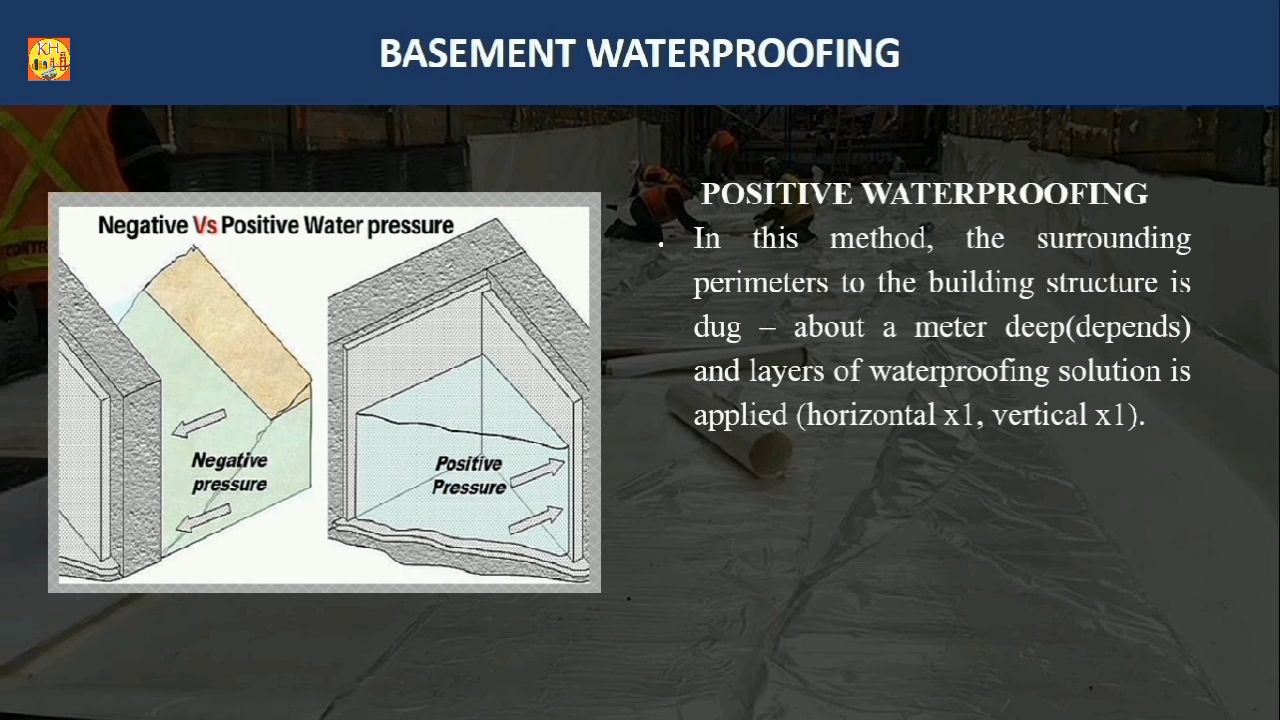 KH
BASEMENT WATERPROOFING
Negative Vs Positive Water pressure
Negative
pressure
Positive
Pressure
POSITIVE WATERPROOFING
. In this method, the surrounding
perimeters to the building structure is
dug – about a meter deep(depends)
and layers of waterproofing solution is
applied (horizontal x1, vertical x1).